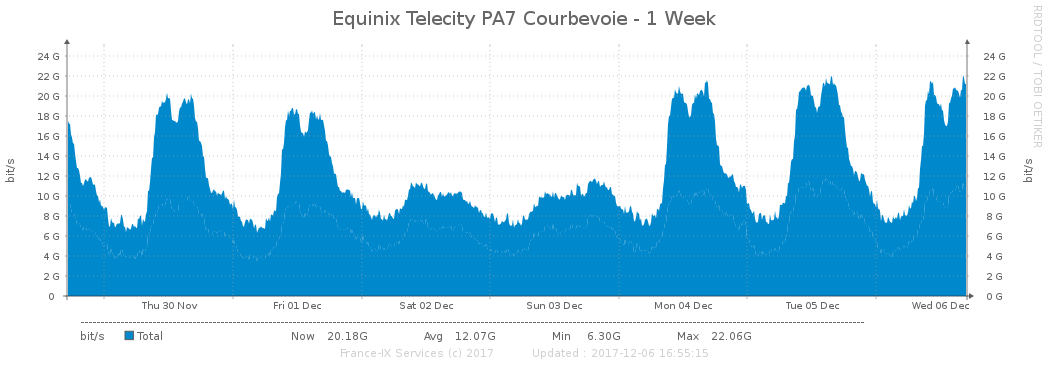 Equinix Telecity PA7 Courbevoie - 1 Week
RRDTOOL / TOBI OETIKER
bit/s
24 G 24 G
22 G 22 G
20 G 20 G
18 G 18 G
16 G 16 G
14 G 14 G
12 G 12 G
10 G 10 G
8 G 8 G
6 G 6 G
4 G 4 G
2 G 2 G
0 0 G
bit/s
Thu 30 Nov Fri 01 Dec Sat 02 Dec Sun 03 Dec Mon 04 Dec Tue 05 Dec Wed 06 Dec
bit/s Total Now 20.18G Avg 12.07G Min 6.30G Max 22.06G
France-IX Services (c) 2017 Updated : 2017-12-06 16:55:15